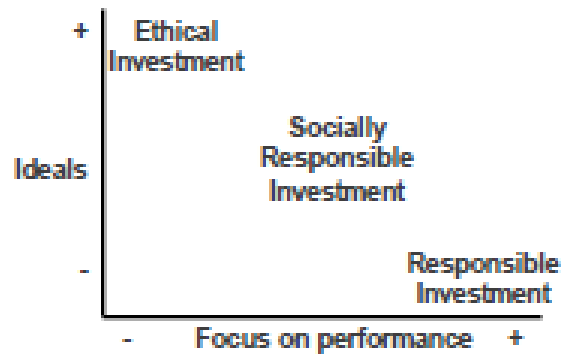 + Ethical
Investment
Socially
Responsible
Investment
Ideals
- Responsible
Investment
- Focus on performance +